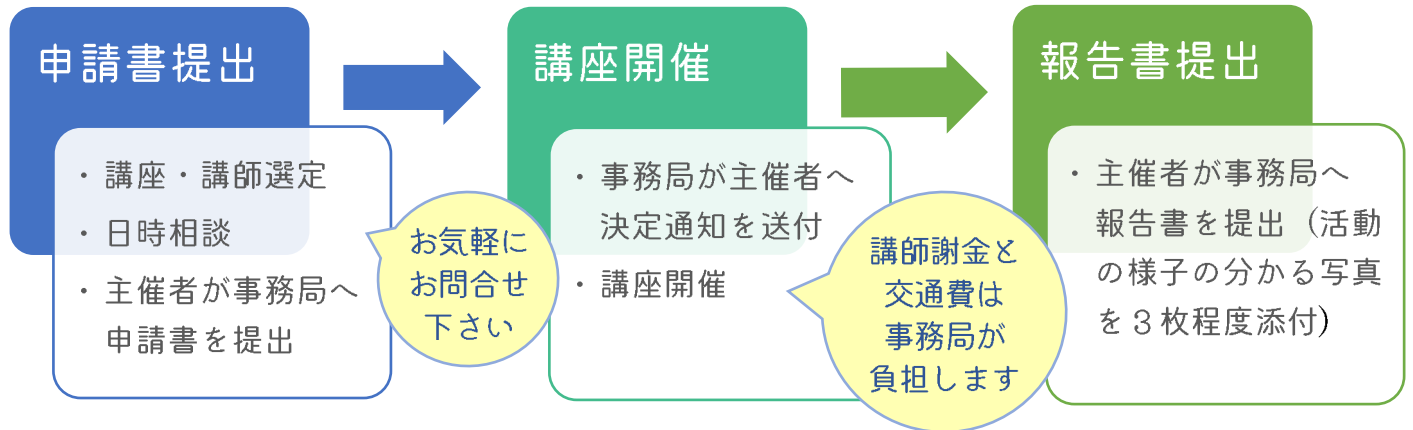 申請書提出
・講座・講師選定
・日時相談
・主催者が事務局へ
申請書を提出
お気軽に
お問合せ
下さい
講座開催
・事務局が主催者へ
決定通知を送付
・講座開催
講師謝金と
交通費は
事務局が
負担します
報告書提出
・主催者が事務局へ
報告書を提出（活動
の様子の分かる写真
を３枚程度添付)